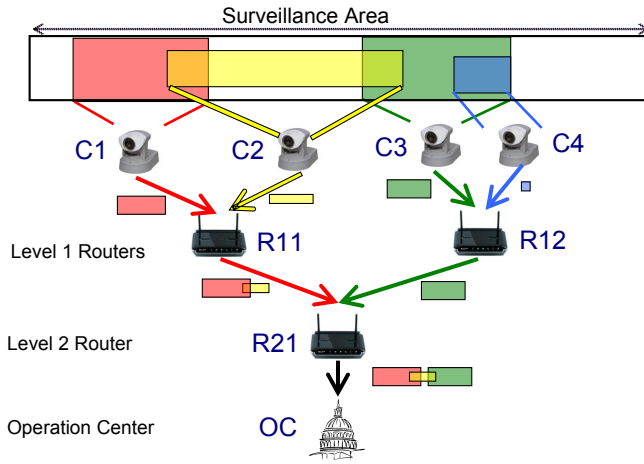 Surveillance Area
C1
C2
C3
C4
R11
R12
Level 1 Routers
Level 2 Router
R21
Operation Center
OC